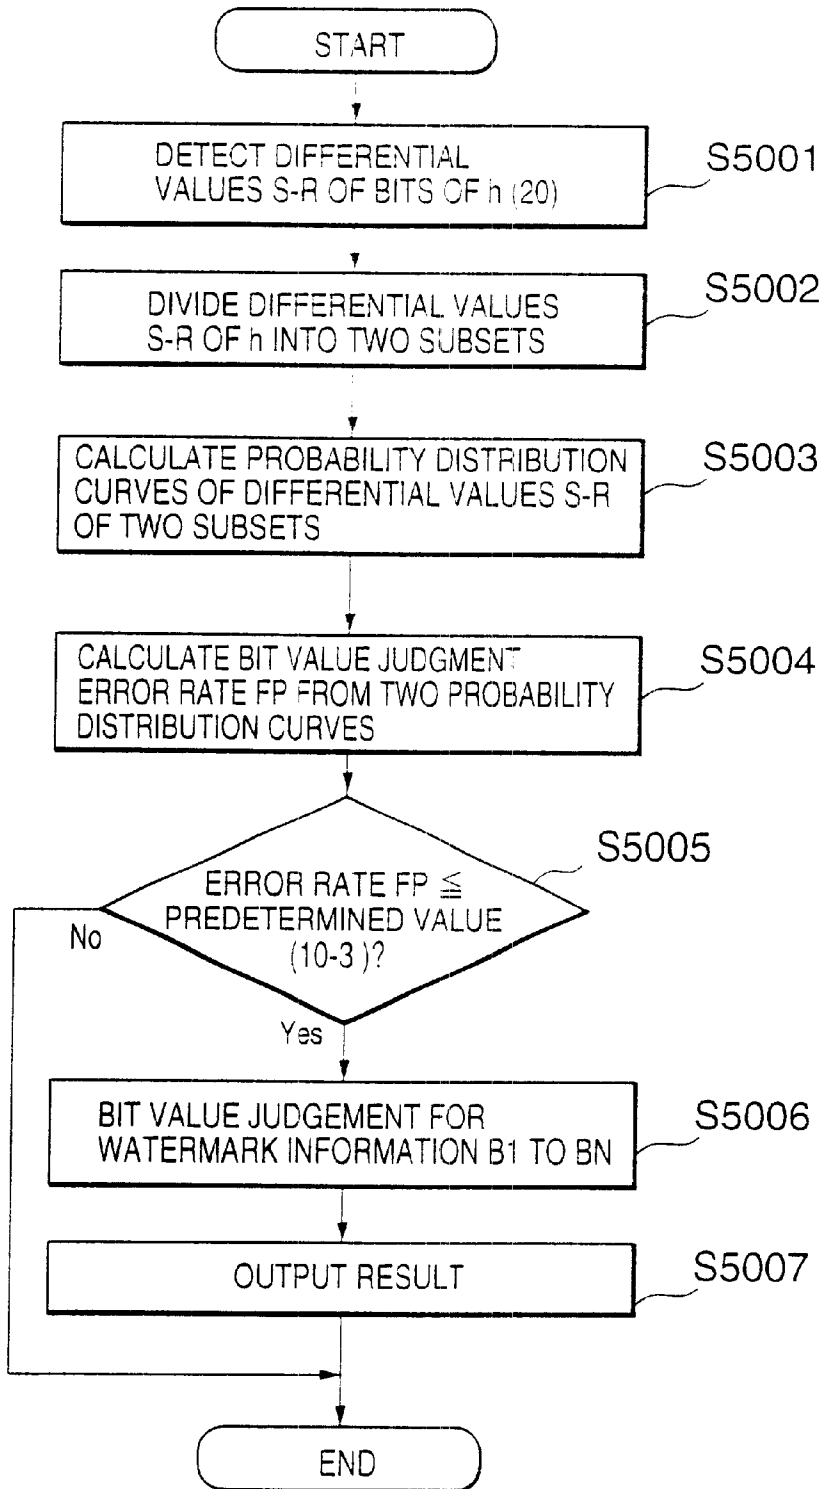 START
DETECT DIFFERENTIAL
VALUES S-R OF BITS OF h (20)
S5001
DIVIDE DIFFERENTIAL VALUES
S-R OF h INTO TWO SUBSETS
S5002
CALCULATE PROBABILITY DISTRIBUTION
CURVES OF DIFFERENTIAL VALUES S-R
OF TWO SUBSETS
S5003
CALCULATE BIT VALUE JUDGMENT
ERROR RATE FP FROM TWO PROBABILITY
DISTRIBUTION CURVES
S5004
ERROR RATE FP ≦
PREDETERMINED VALUE
(10-3)?
S5005
No
Yes
BIT VALUE JUDGEMENT FOR
WATERMARK INFORMATION B1 TO BN
S5006
OUTPUT RESULT
S5007
END